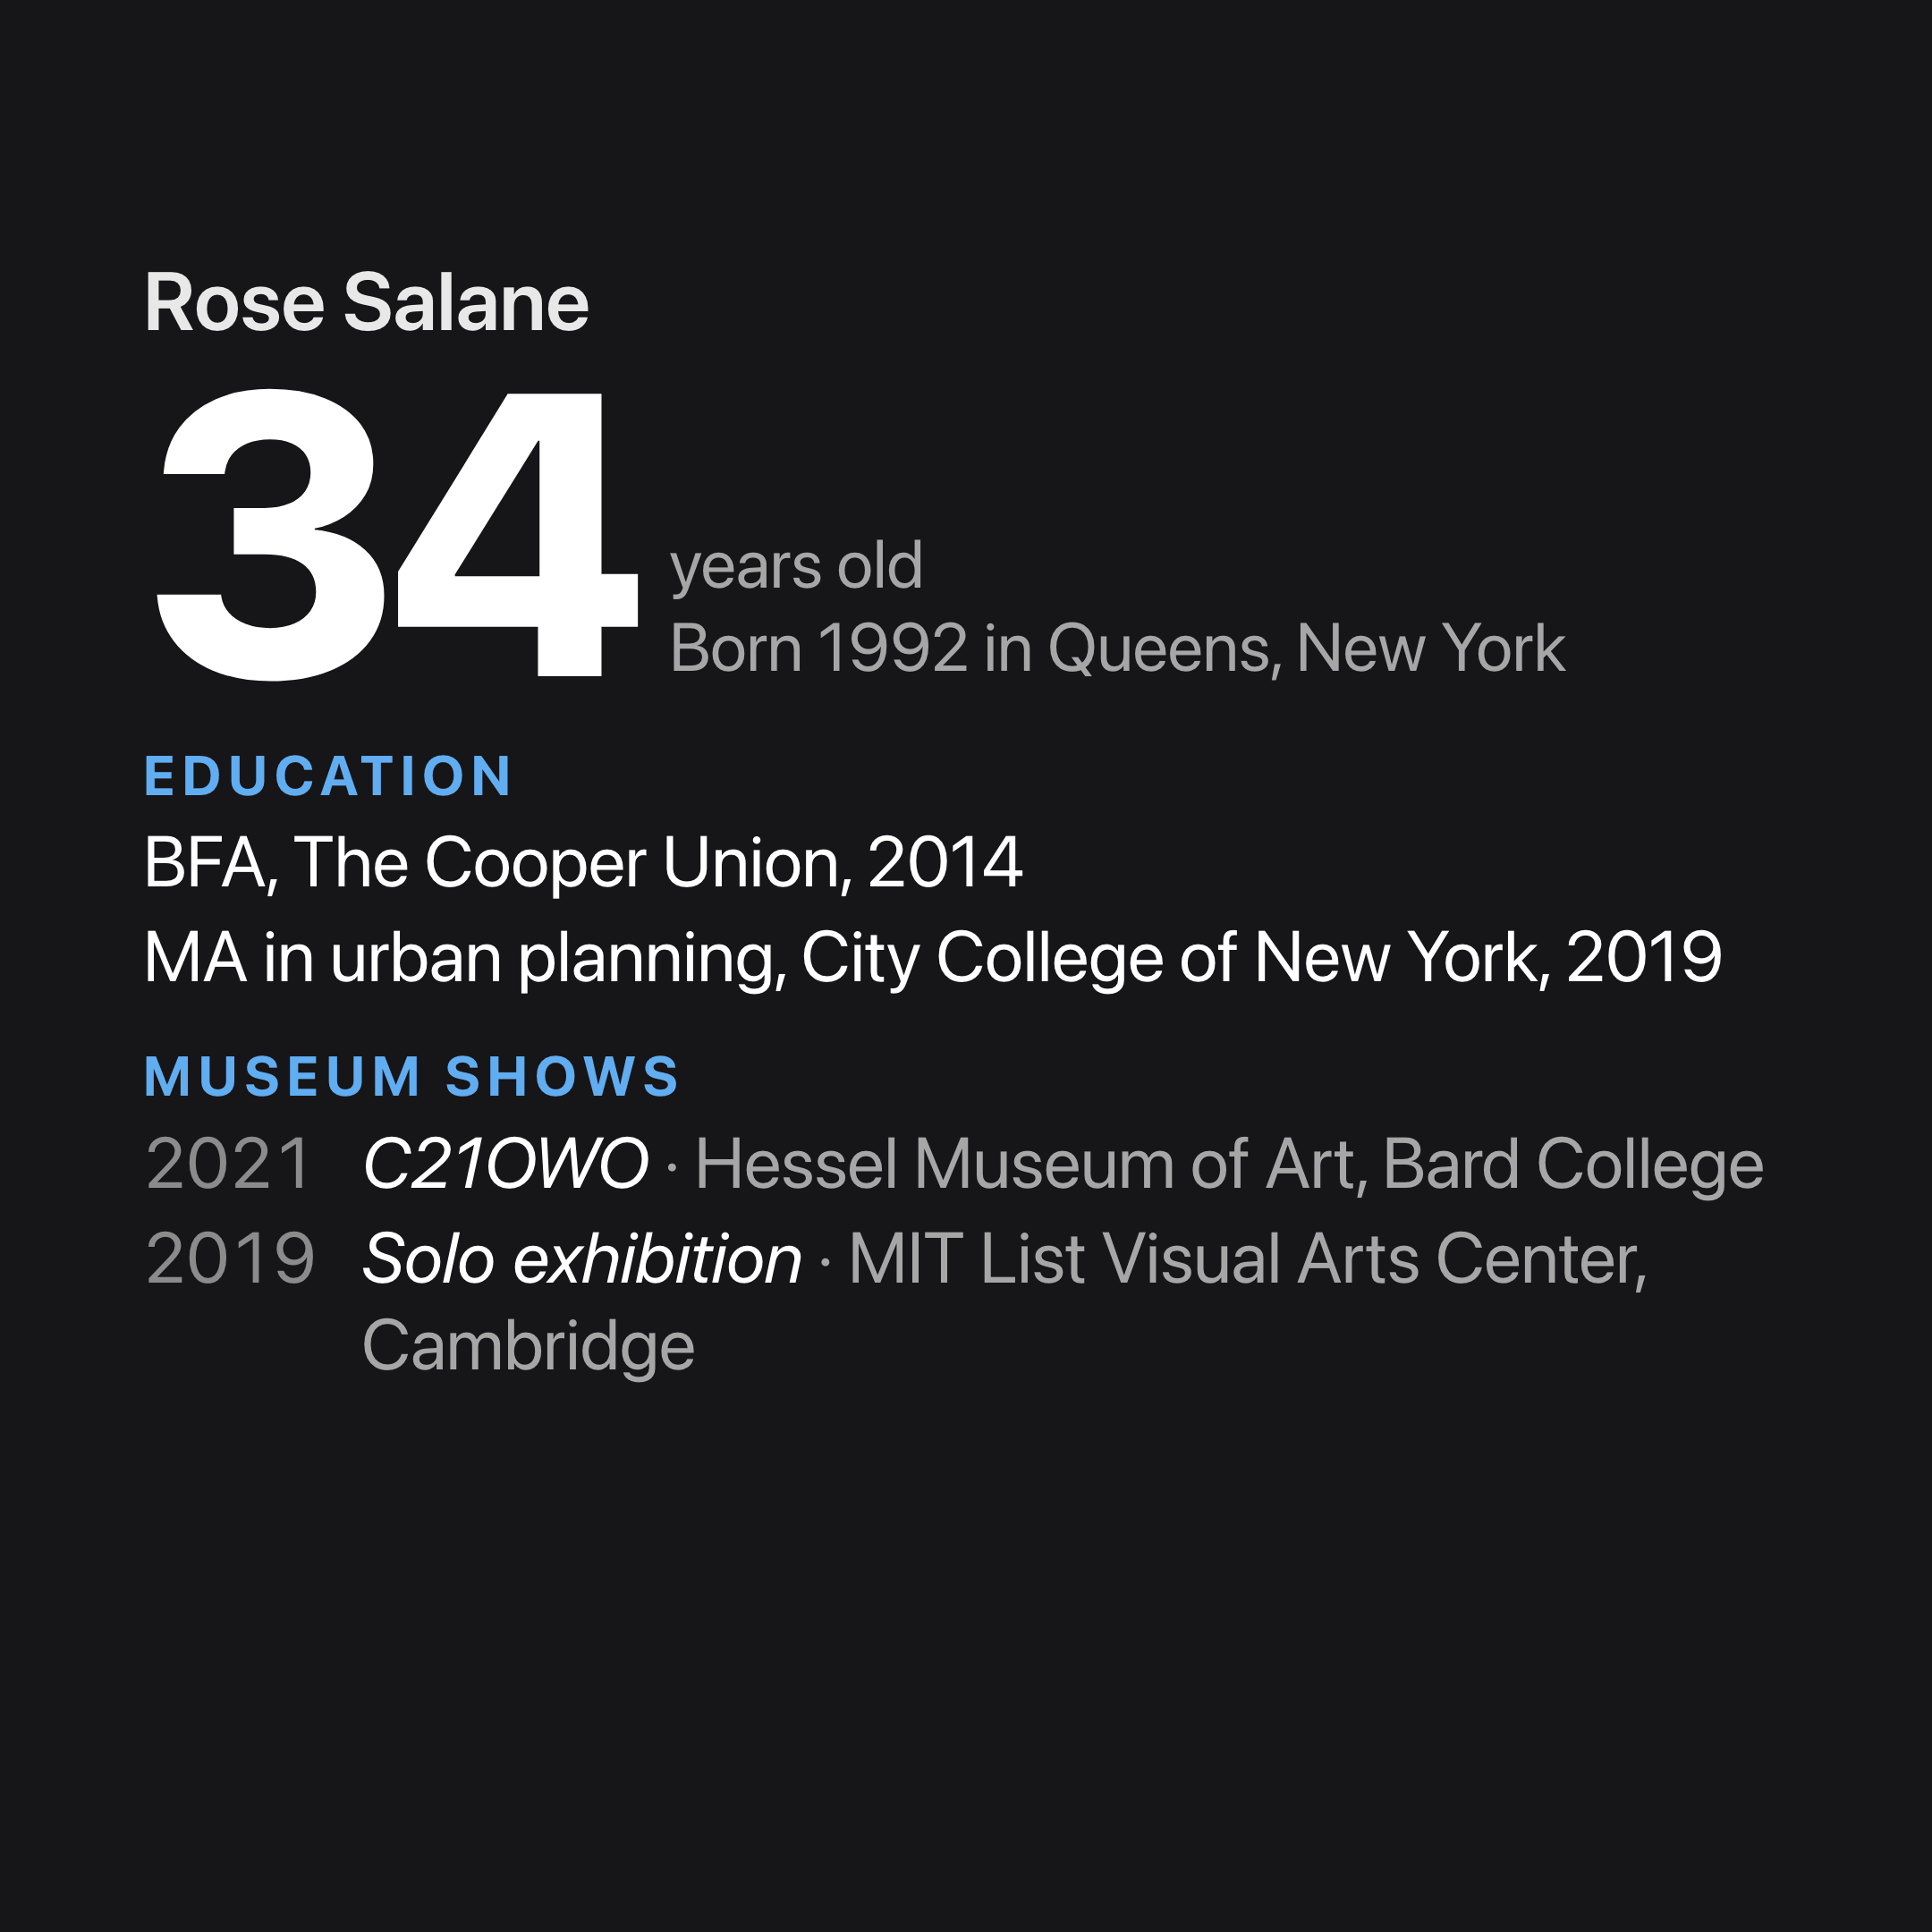 Rose Salane
34
years old
Born 1992 in Queens, New York
EDUCATION
BFA, The Cooper Union, 2014
MA in urban planning, City College of New York, 2019
MUSEUM SHOWS
2021 C21OWO · Hessel Museum of Art, Bard College
2019 Solo exhibition · MIT List Visual Arts Center,
Cambridge